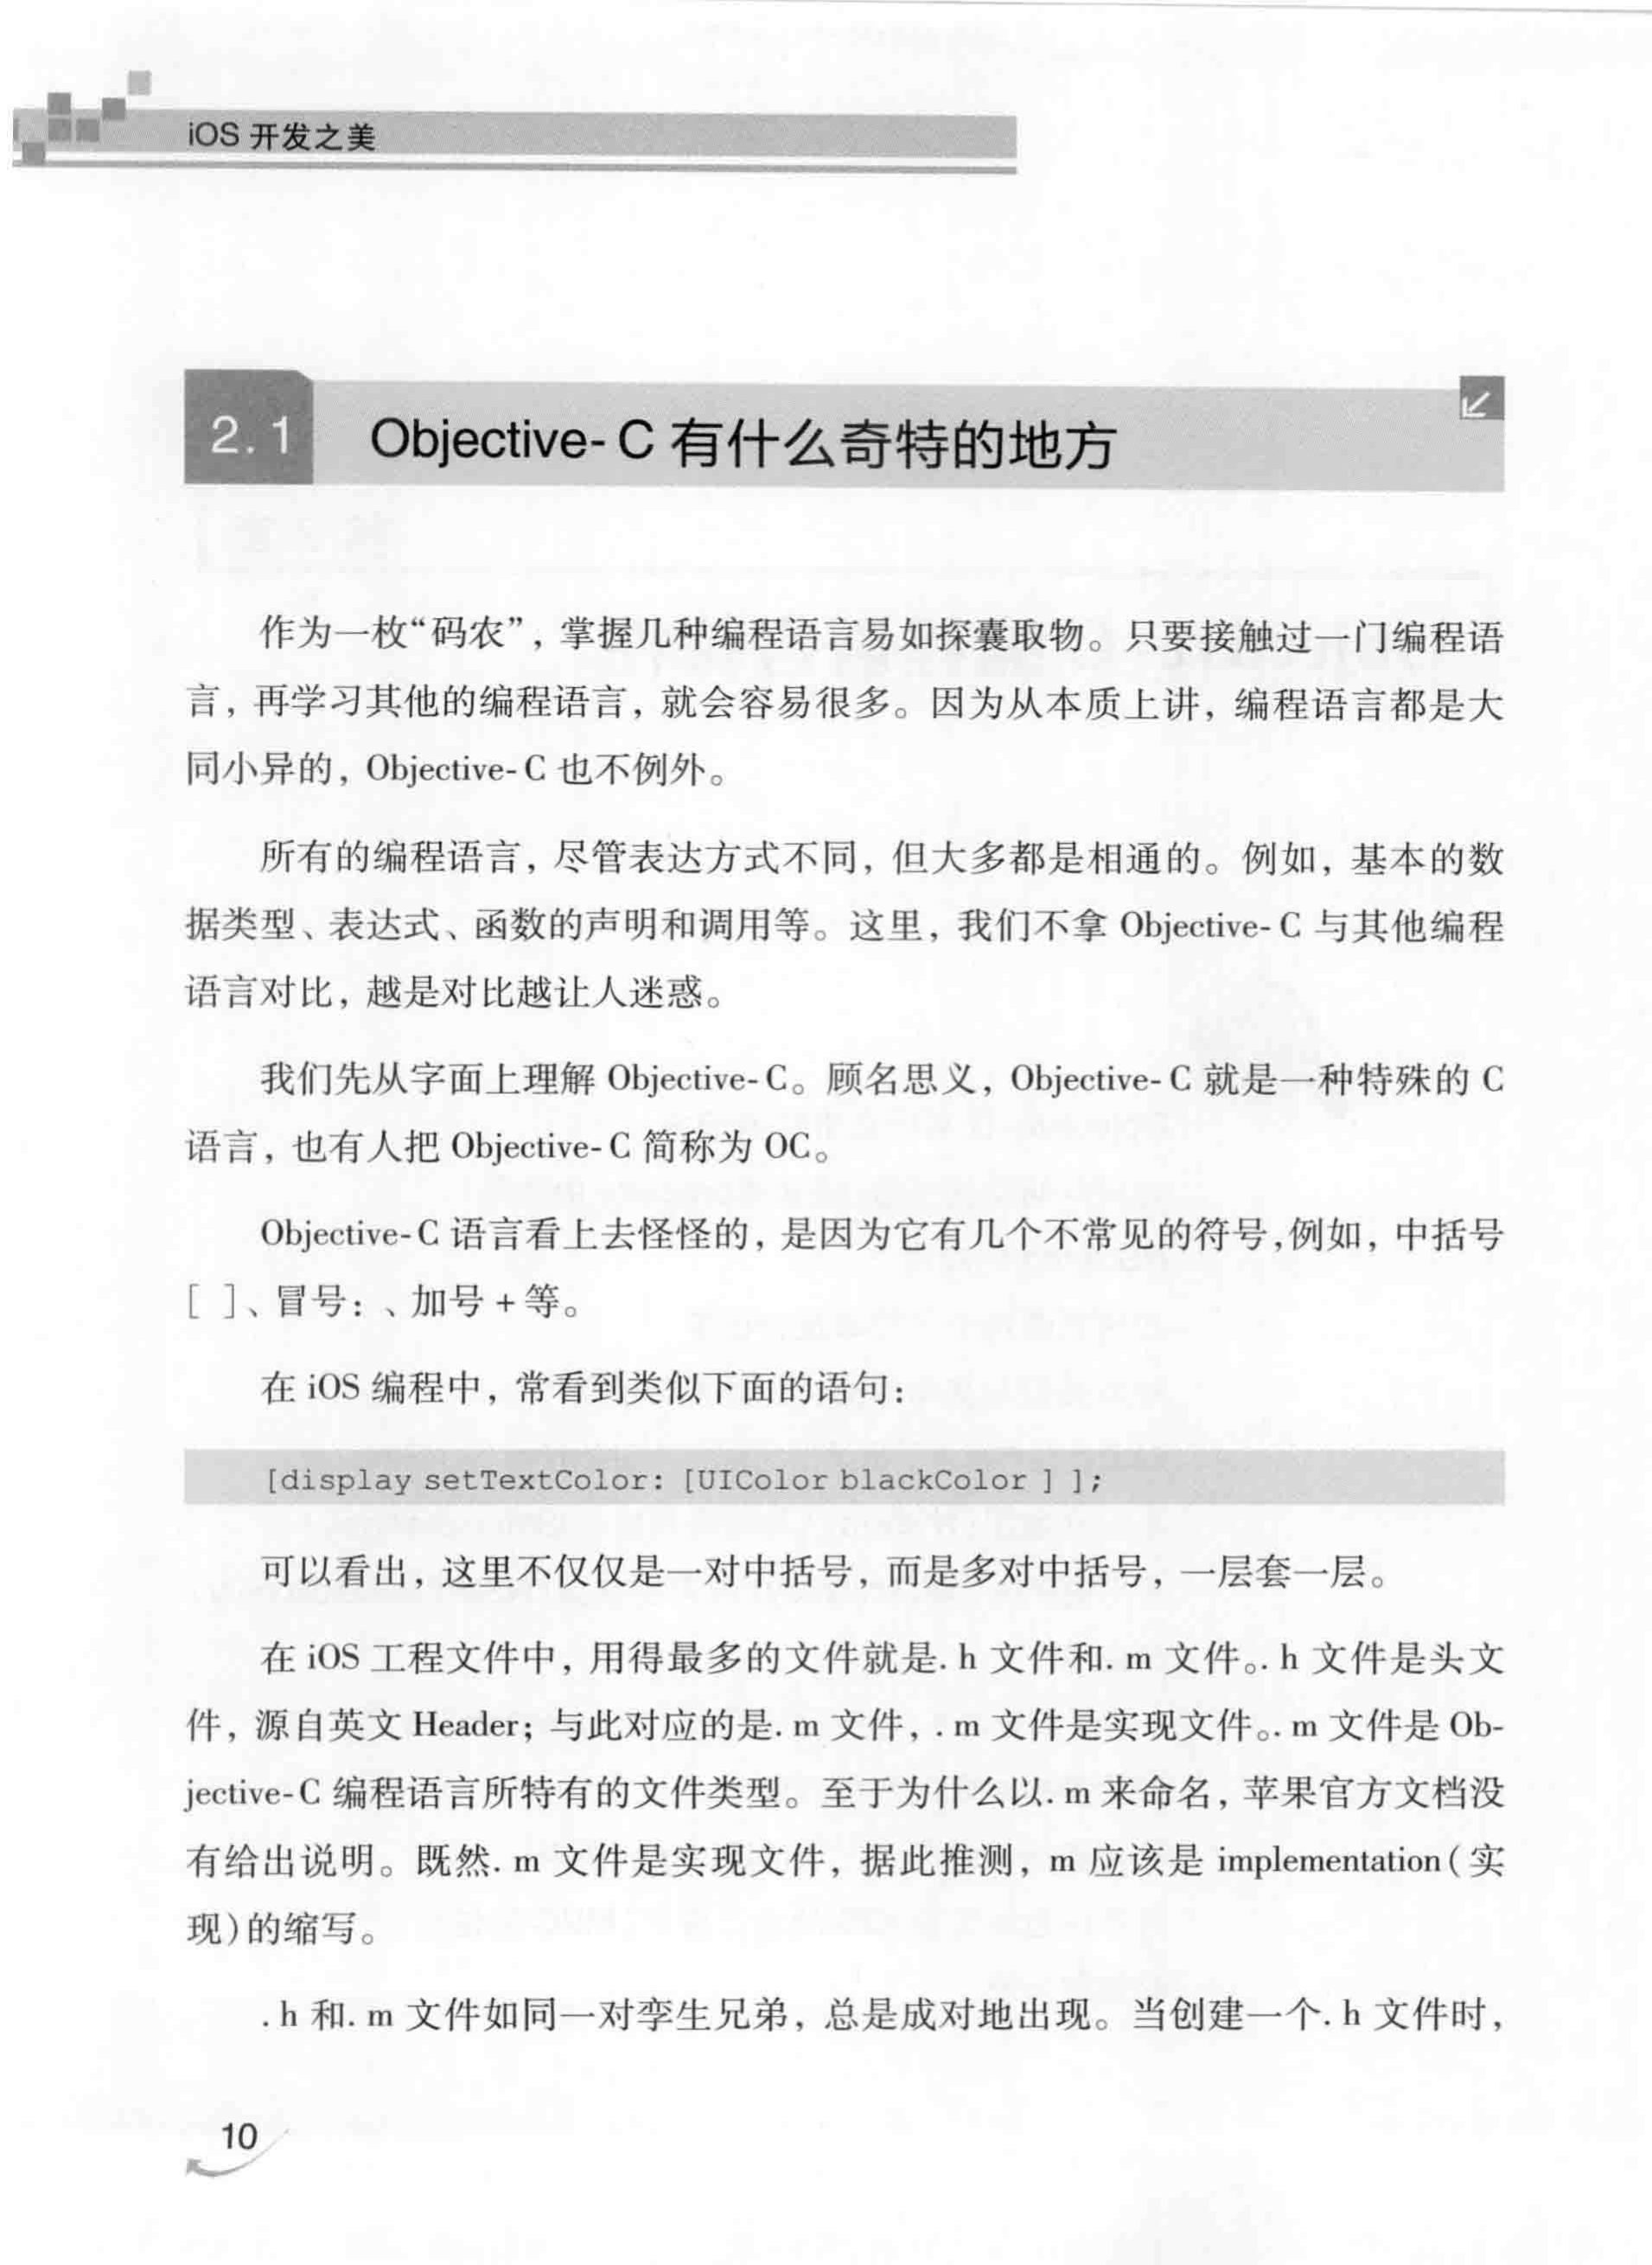 iOS 开发之美
2.1 Objective-C 有什么奇特的地方
作为一枚“码农”，掌握几种编程语言易如探囊取物。只要接触过一门编程语
言，再学习其他的编程语言，就会容易很多。因为从本质上讲，编程语言都是大
同小异的，Objective-C 也不例外。
所有的编程语言，尽管表达方式不同，但大多都是相通的。例如，基本的数
据类型、表达式、函数的声明和调用等。这里，我们不拿 Objective-C 与其他编程
语言对比，越是对比越让人迷惑。
我们先从字面上理解 Objective-C。顾名思义，Objective-C 就是一种特殊的 C
语言，也有人把 Objective-C 简称为 OC。
Objective-C 语言看上去怪怪的，是因为它有几个不常见的符号,例如，中括号
[ ]、冒号：、加号 + 等。
在 iOS 编程中，常看到类似下面的语句：
[display setTextColor: [UIColor blackColor ] ];
可以看出，这里不仅仅是一对中括号，而是多对中括号，一层套一层。
在 iOS 工程文件中，用得最多的文件就是. h 文件和. m 文件。. h 文件是头文
件，源自英文 Header；与此对应的是. m 文件，. m 文件是实现文件。. m 文件是 Ob-
jective-C 编程语言所特有的文件类型。至于为什么以. m 来命名，苹果官方文档没
有给出说明。既然. m 文件是实现文件，据此推测，m 应该是 implementation（实
现）的缩写。
. h 和. m 文件如同一对孪生兄弟，总是成对地出现。当创建一个. h 文件时，
10